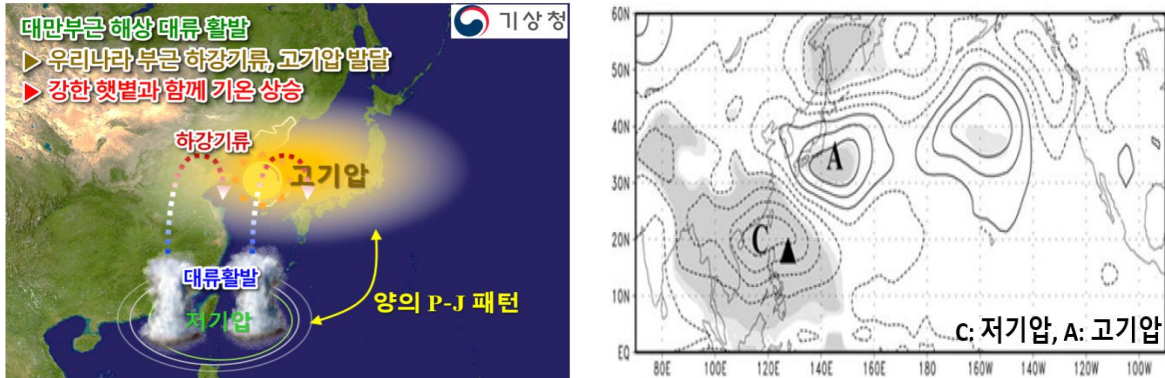 대만부근 해상 대류 활발
▶ 우리나라 부근 하강기류, 고기압 발달
▶ 강한 햇볕과 함께 기온 상승
기상청
하강기류
고기압
대류활발
저기압
양의 P-J 패턴
60N
50N
40N
30N
20N
10N
EQ
A
C
C: 저기압, A: 고기압
80E 100E 120E 140E 160E 180 160W 140W 120W 100W